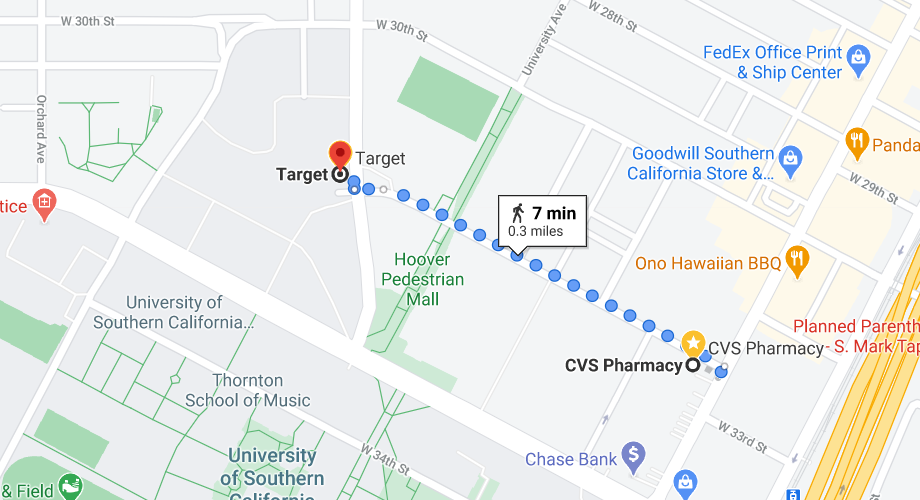 W 30th St
W 30th St
University Ave
FedEx Office Print
& Ship Center
Orchard Ave
Target
Target
Panda
Goodwill Southern
California Store &...
W 29th St
tice
7 min
0.3 miles
Hoover
Pedestrian
Mall
Ono Hawaiian BBQ
University of
Southern California...
Planned Parenth
- S. Mark Tap
CVS Pharmacy
CVS Pharmacy
Thornton
School of Music
W 33rd St
W 34th St
Chase Bank
$
University
of Southern
California
& Field